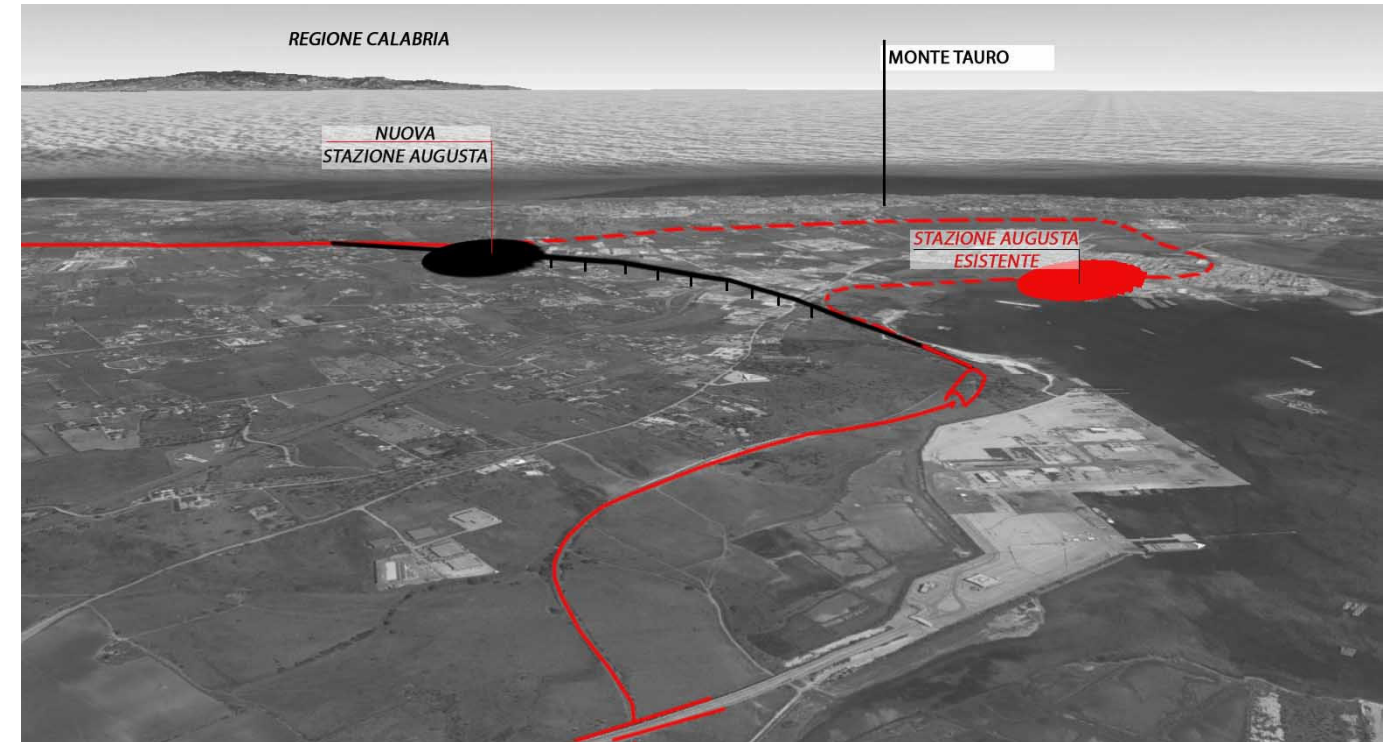 REGIONE CALABRIA
MONTE TAURO
NUOVA
STAZIONE AUGUSTA
STAZIONE AUGUSTA
ESISTENTE